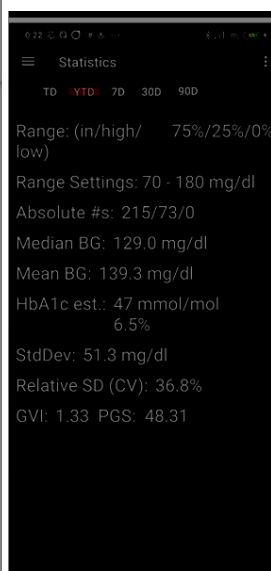 0:22
Statistics
TD YTD 7D 30D 90D
Range: (in/high/ 75%/25%/0%
low)
Range Settings: 70 - 180 mg/dl
Absolute #s: 215/73/0
Median BG: 129.0 mg/dl
Mean BG: 139.3 mg/dl
HbA1c est.: 47 mmol/mol
6.5%
StdDev: 51.3 mg/dl
Relative SD (CV): 36.8%
GVI: 1.33 PGS: 48.31